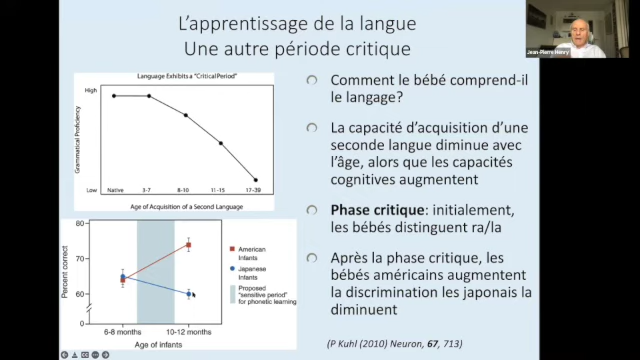 L'apprentissage de la langue
Une autre période critique
Jean-Pierre Henry
Language Exhibits a "Critical Period"
High
Grammatical Proficiency
Low
Native 3-7 8-10 11-15 17-39
Age of Acquisition of a Second Language
80
70
60
0
Percent correct
6-8 months 10-12 months
Age of infants
American
Infants
Japanese
Infants
Proposed
"sensitive period"
for phonetic learning
Comment le bébé comprend-il
le langage?
La capacité d'acquisition d'une
seconde langue diminue avec
l'âge, alors que les capacités
cognitives augmentent
Phase critique: initialement,
les bébés distinguent ra/la
Après la phase critique, les
bébés américains augmentent
la discrimination les japonais la
diminuent
(P Kuhl (2010) Neuron, 67, 713)